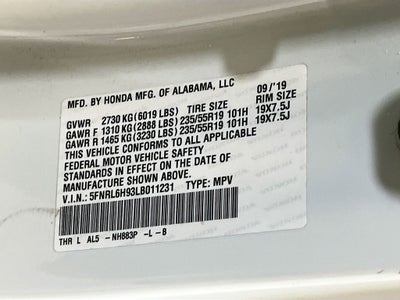 MFD. BY HONDA MFG. OF ALABAMA, LLC 09/'19
GVWR 2730 KG(6019 LBS) TIRE SIZE RIM SIZE
GAWR F 1310 KG(2888 LBS)235/55R19 101H 19X7.5J
GAWR R 1465 KG(3230 LBS)235/55R19 101H 19X7.5J
THIS VEHICLE CONFORMS TO ALL APPLICABLE
FEDERAL MOTOR VEHICLE SAFETY
STANDARDS IN EFFECT ON THE DATE OF
MANUFACTURE SHOWN ABOVE.
V.I.N.: 5FNRL6H93LB011231 TYPE: MPV
THR L AL5 -NH883P -L-B